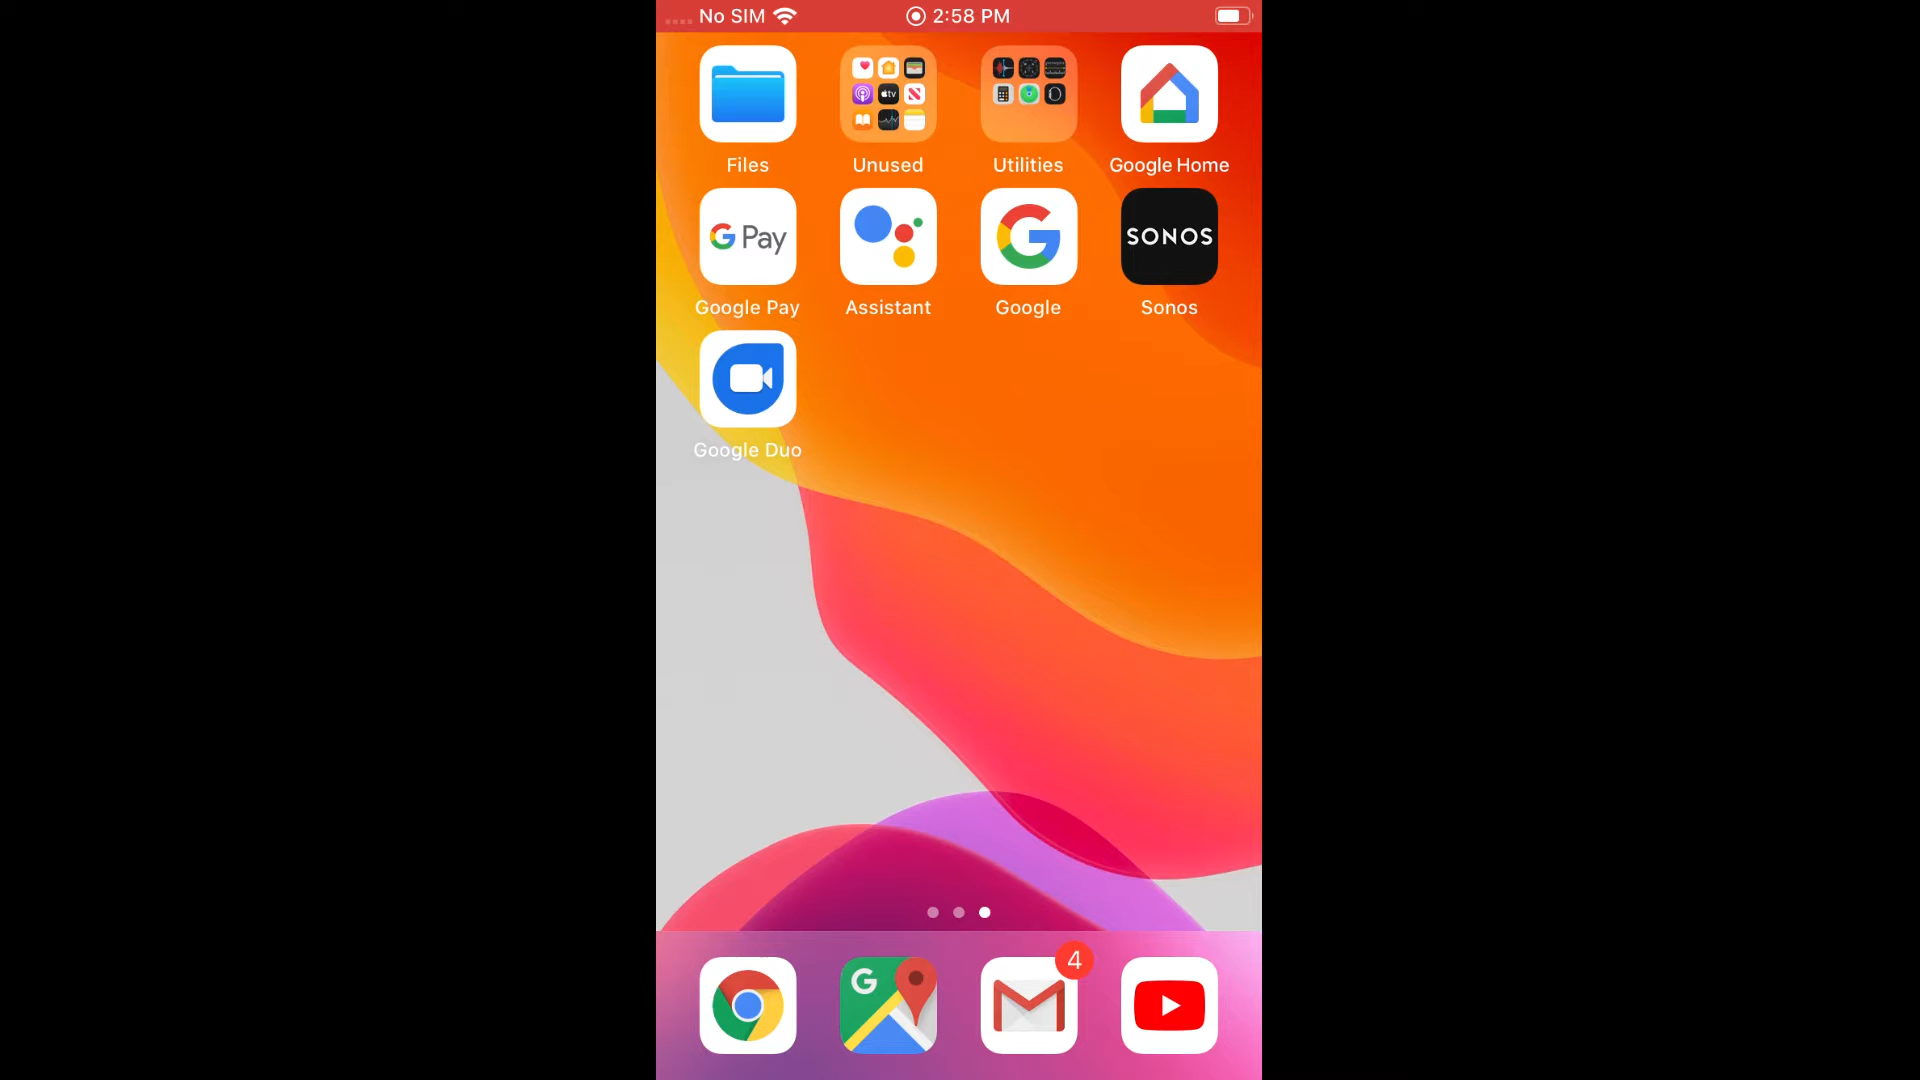 No SIM
2:58 PM
tv
Files
Unused
Utilities
Google Home
G Pay
G
SONOS
Google Pay
Assistant
Google
Sonos
Google Duo
G
4